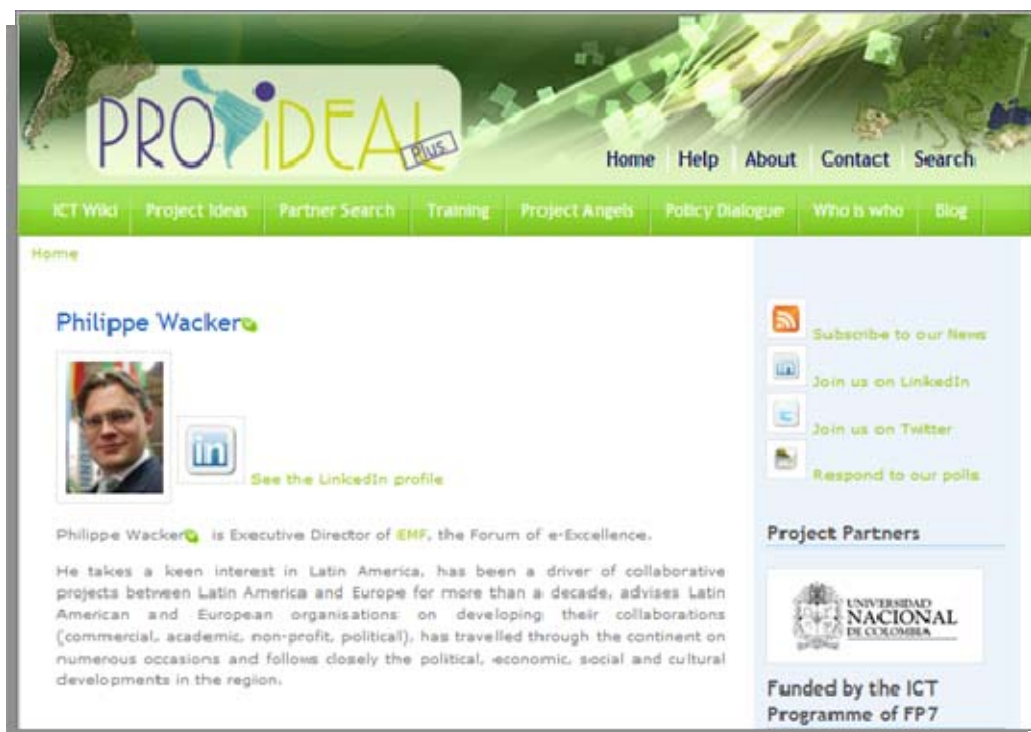 PRO iDEAL Plus
Home Help About Contact Search
ICT Wiki Project Ideas Partner Search Training Project Angels Policy Dialogue Who is who Blog
Home
Philippe Wacker
in
See the LinkedIn profile
Philippe Wacker is Executive Director of EMF, the Forum of e-Excellence.
He takes a keen interest in Latin America, has been a driver of collaborative
projects between Latin America and Europe for more than a decade, advises Latin
American and European organisations on developing their collaborations
(commercial, academic, non-profit, political), has travelled through the continent on
numerous occasions and follows closely the political, economic, social and cultural
developments in the region.
Subscribe to our News
in
Join us on LinkedIn
Join us on Twitter
Respond to our polls
Project Partners
UNIVERSIDAD
NACIONAL
DE COLOMBIA
Funded by the ICT
Programme of FP7